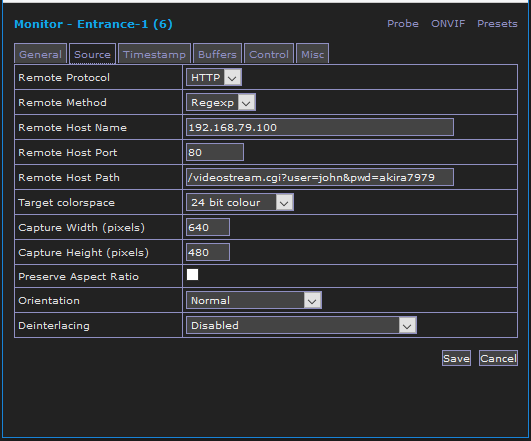 Monitor - Entrance-1 (6) Probe ONVIF Presets
General Source Timestamp Buffers Control Misc
Remote Protocol HTTP
Remote Method Regexp
Remote Host Name 192.168.79.100
Remote Host Port 80
Remote Host Path /videostream.cgi?user=john&pwd=akira7979
Target colorspace 24 bit colour
Capture Width (pixels) 640
Capture Height (pixels) 480
Preserve Aspect Ratio
Orientation Normal
Deinterlacing Disabled
Save Cancel